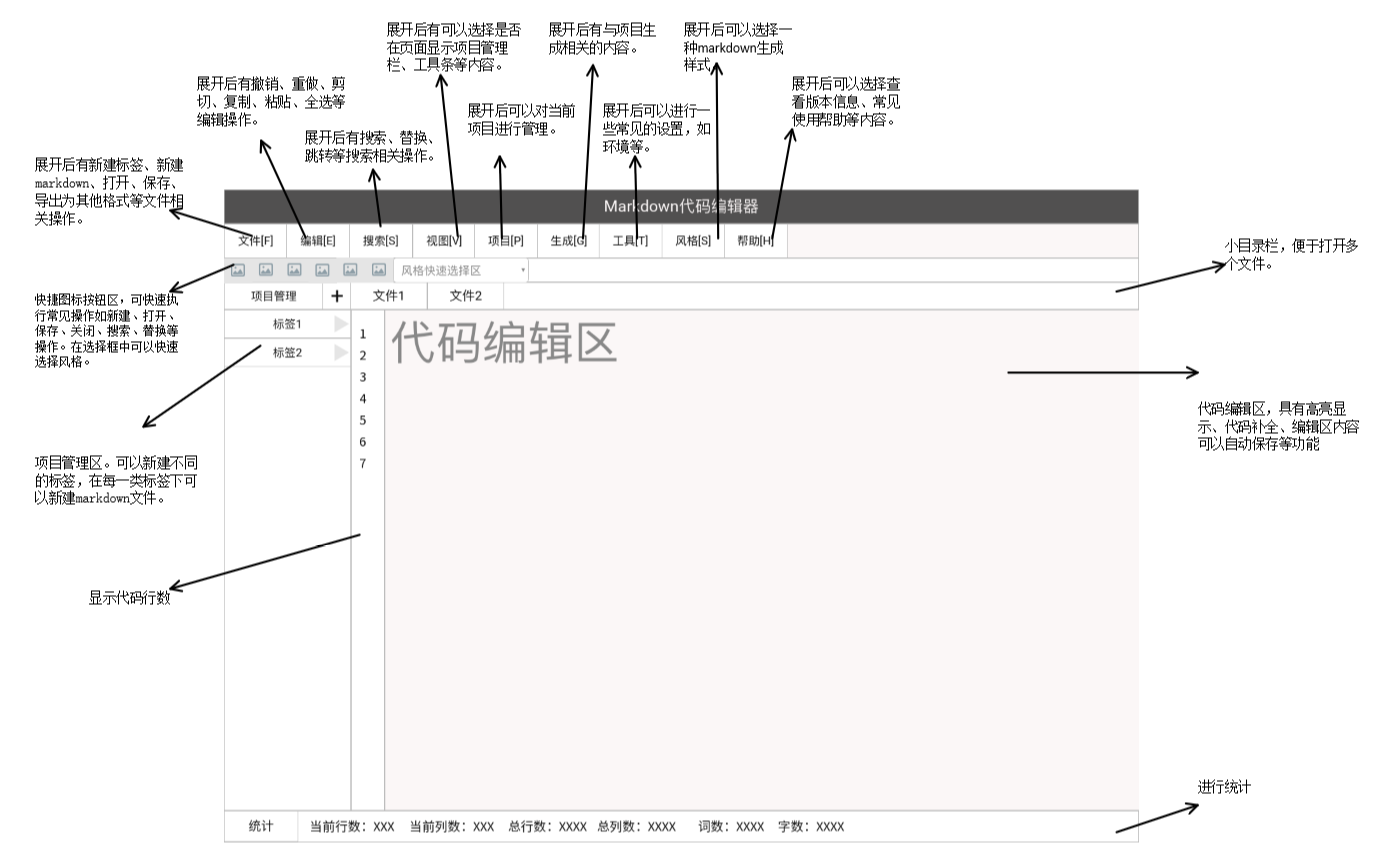 展开后有可以选择是否
在页面显示项目管理
栏、工具条等内容。
展开后有与项目生
成相关的内容。
展开后可以选择一
种markdown生成
样式
展开后有撤销、重做、剪
切、复制、粘贴、全选等
编辑操作。
展开后可以选择查
看版本信息、常见
使用帮助等内容。
展开后可以对当前
项目进行管理。
展开后可以进行一
些常见的设置，如
环境等。
展开后有搜索、替换、
跳转等搜索相关操作。
展开后有新建标签、新建
markdown、打开、保存、
导出为其他格式等文件相
关操作。
Markdown代码编辑器
文件[F] 编辑[E] 搜索[S] 视图[V] 项目[P] 生成[G] 工具[T] 风格[S] 帮助[H]
小目录栏，便于打开多
个文件。
风格快速选择区
项目管理 + 文件1 文件2
快捷图标按钮区，可快速执
行常见操作如新建、打开、
保存、关闭、搜索、替换等
操作。在选择框中可以快速
选择风格。
标签1
标签2
1
2
3
4
5
6
7
代码编辑区
代码编辑区，具有高亮显
示、代码补全、编辑区内容
可以自动保存等功能
项目管理区。可以新建不同
的标签，在每一类标签下可
以新建markdown文件。
显示代码行数
进行统计
统计 当前行数：XXX 当前列数：XXX 总行数：XXXX 总列数：XXXX 词数：XXXX 字数：XXXX